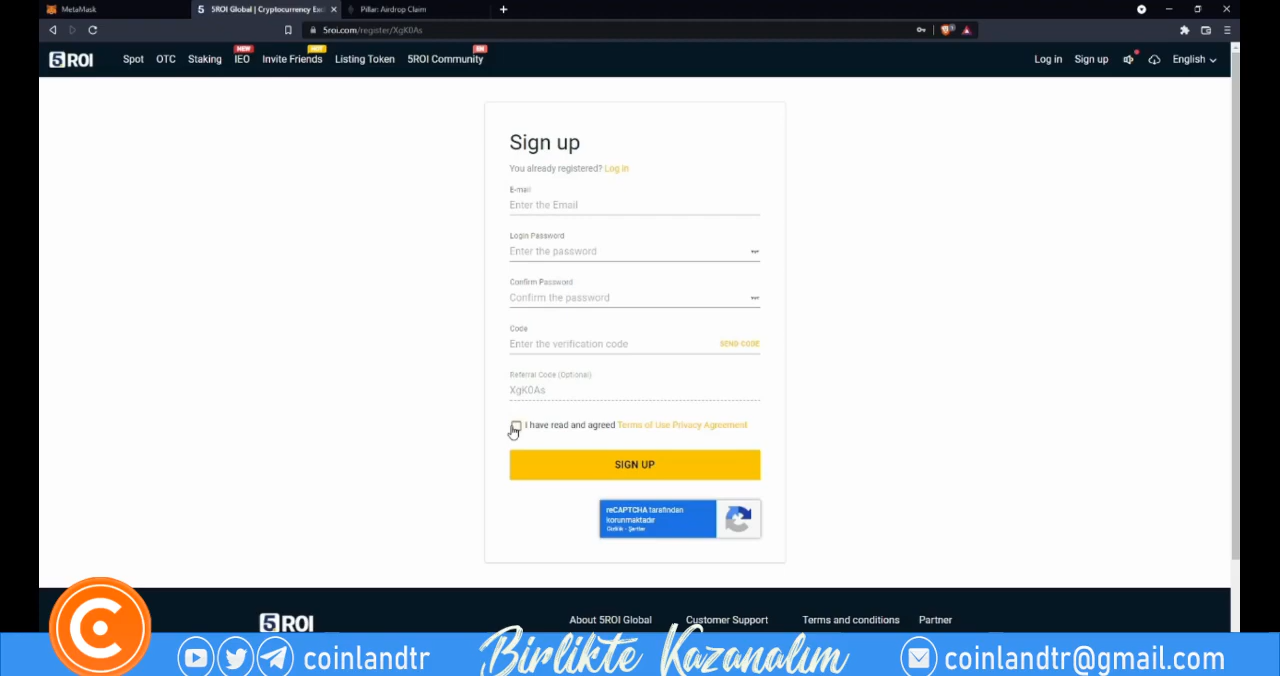 MetaMask
5 5ROI Global | Cryptocurrency Exc
Pillar: Airdrop Claim
5roi.com/register/XgK0As
5ROI
Spot OTC Staking IEO Invite Friends Listing Token 5ROI Community
NEW HOT
Log in Sign up English
Sign up
You already registered? Log in
E-mail
Enter the Email
Login Password
Enter the password
Confirm Password
Confirm the password
Code
Enter the verification code SEND CODE
Referral Code (Optional)
XgK0As
I have read and agreed Terms of Use Privacy Agreement
SIGN UP
reCAPTCHA tarafından
korunmaktadır
Gizlilik - Şartlar
5ROI
About 5ROI Global Customer Support Terms and conditions Partner
coinlandtr Birlikte Kazanalım coinlandtr@gmail.com